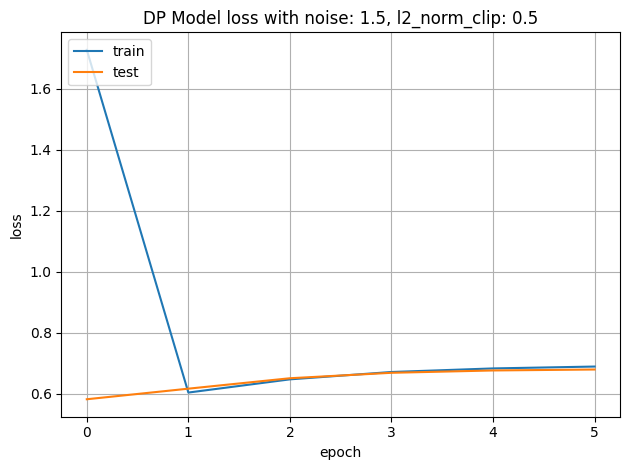 DP Model loss with noise: 1.5, l2_norm_clip: 0.5
train
test
1.6
1.4
1.2
1.0
0.8
0.6
loss
0 1 2 3 4 5
epoch